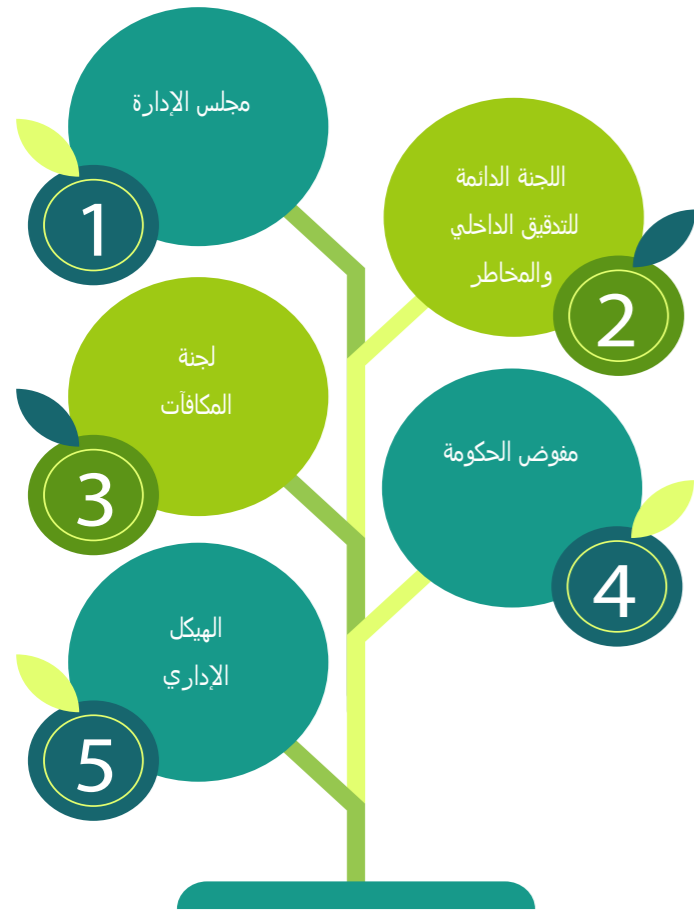 مجلس الإدارة
1
اللجنة الدائمة
للتدقيق الداخلي
والمخاطر
2
لجنة
المكافآت
3
مفوض الحكومة
4
الهيكل
الإداري
5